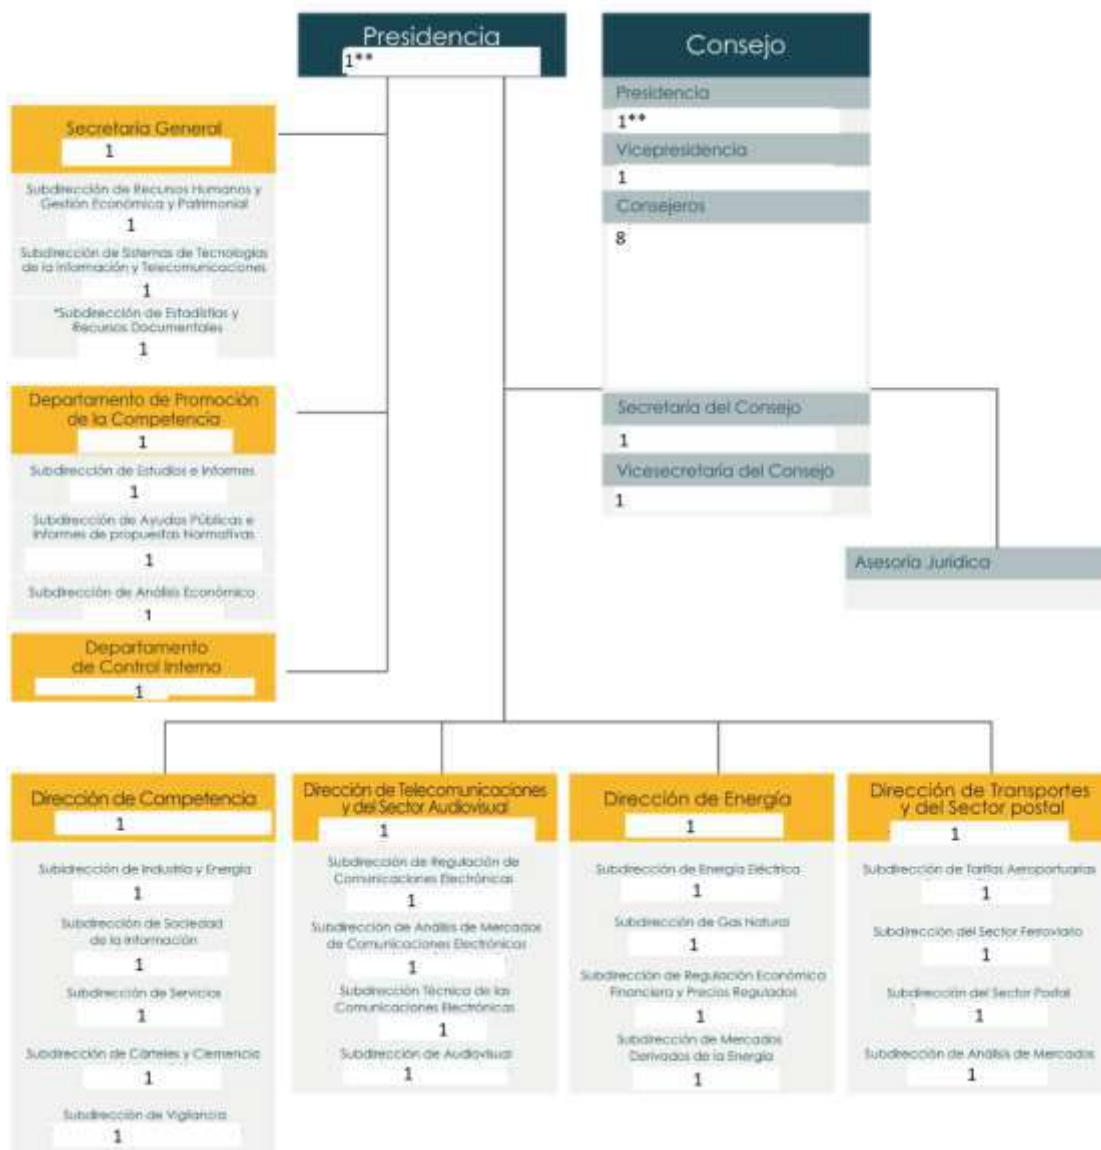 Presidencia
1**
Consejo
Presidencia
1**
Vicepresidencia
1
Consejeros
8
Secretaría del Consejo
1
Vicesecretaría del Consejo
1
Asesoría Jurídica
Secretaría General
1
Subdirección de Recursos Humanos y
Gestión Económica y Patrimonial
1
Subdirección de Sistemas de Tecnologías
de la Información y Telecomunicaciones
1
*Subdirección de Estadístias y
Recursos Documentales
1
Departamento de Promoción
de la Competencia
1
Subdirección de Estudios e Informes
1
Subdirección de Ayudas Públicas e
Informes de propuestas Normativas
1
Subdirección de Análisis Económico
1
Departamento
de Control Interno
1
Dirección de Competencia
1
Subdirección de Industria y Energía
1
Subdirección de Sociedad
de la Información
1
Subdirección de Servicios
1
Subdirección de Cárteles y Clemencia
1
Subdirección de Vigilancia
1
Dirección de Telecomunicaciones
y del Sector Audiovisual
1
Subdirección de Regulación de
Comunicaciones Electrónicas
1
Subdirección de Análisis de Mercados
de Comunicaciones Electrónicas
1
Subdirección Técnica de las
Comunicaciones Electrónicas
1
Subdirección de Audiovisual
1
Dirección de Energía
1
Subdirección de Energía Eléctrica
1
Subdirección de Gas Natural
1
Subdirección de Regulación Económico
Financiera y Precios Regulados
1
Subdirección de Mercados
Derivados de la Energía
1
Dirección de Transportes
y del Sector postal
1
Subdirección de Tarifas Aeroportuarias
1
Subdirección del Sector Ferroviario
1
Subdirección del Sector Postal
1
Subdirección de Análisis de Mercados
1